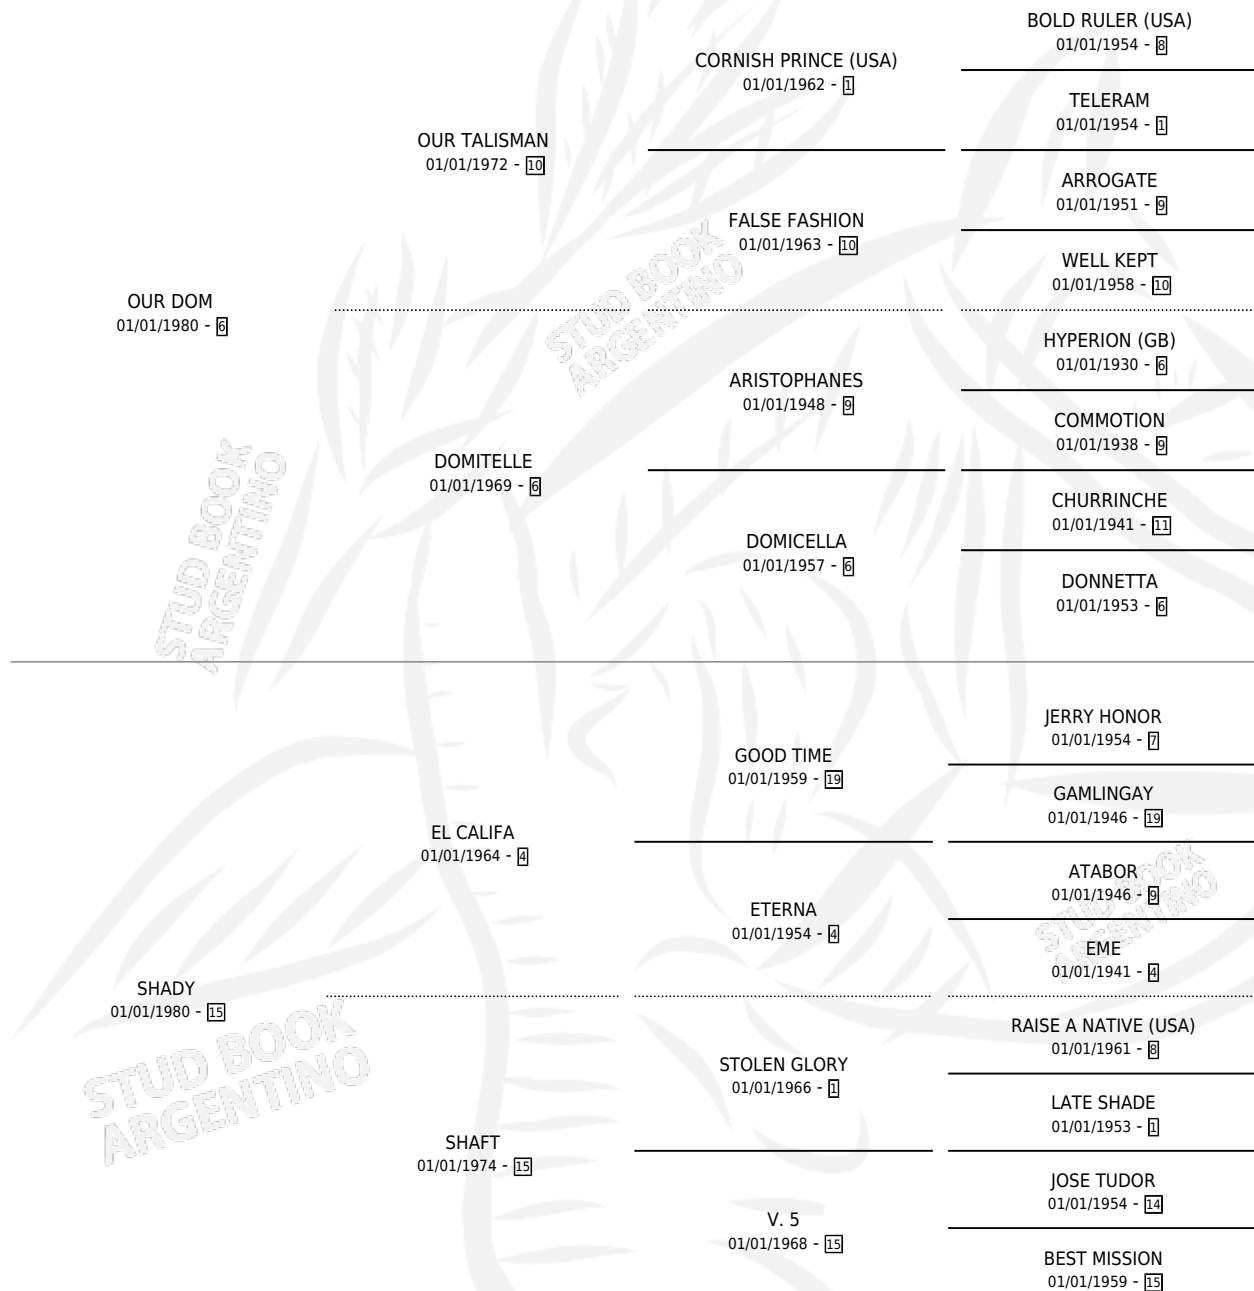 BOLD RULER (USA)
01/01/1954 - 8
CORNISH PRINCE (USA)
01/01/1962 - 1
TELERAM
01/01/1954 - 1
OUR TALISMAN
01/01/1972 - 10
ARROGATE
01/01/1951 - 9
FALSE FASHION
01/01/1963 - 10
WELL KEPT
01/01/1958 - 10
OUR DOM
01/01/1980 - 6
HYPERION (GB)
01/01/1930 - 6
ARISTOPHANES
01/01/1948 - 9
COMMOTION
01/01/1938 - 9
DOMITELLE
01/01/1969 - 6
CHURRINCHE
01/01/1941 - 11
DOMICELLA
01/01/1957 - 6
DONNETTA
01/01/1953 - 6
JERRY HONOR
01/01/1954 - 7
GOOD TIME
01/01/1959 - 19
GAMLINGAY
01/01/1946 - 19
EL CALIFA
01/01/1964 - 4
ATABOR
01/01/1946 - 9
ETERNA
01/01/1954 - 4
EME
01/01/1941 - 4
SHADY
01/01/1980 - 15
RAISE A NATIVE (USA)
01/01/1961 - 8
STOLEN GLORY
01/01/1966 - 1
LATE SHADE
01/01/1953 - 1
SHAFT
01/01/1974 - 15
JOSE TUDOR
01/01/1954 - 14
V. 5
01/01/1968 - 15
BEST MISSION
01/01/1959 - 15
STUD BOOK
ARGENTINO
STUD BOOK
ARGENTINO
STUD BOOK
ARGENTINO
STUD BOOK
ARGENTINO